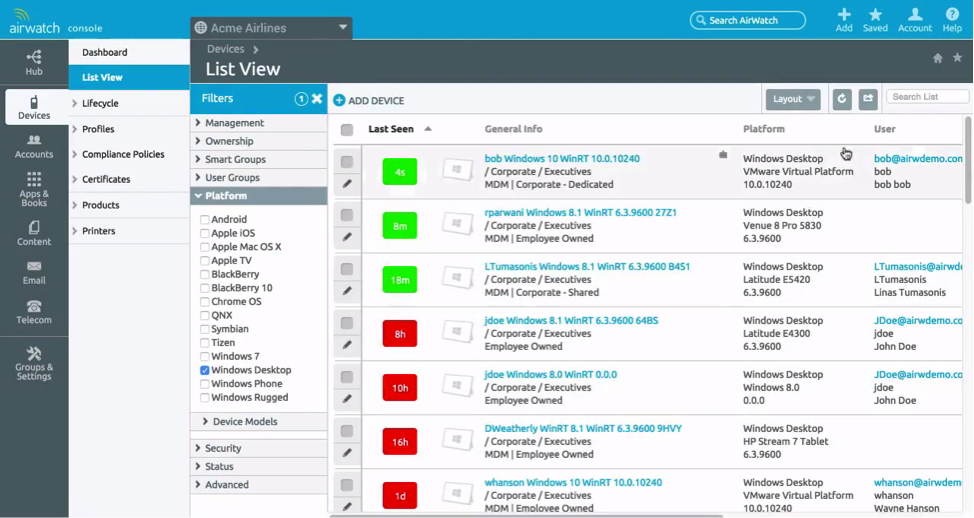 airwatch console
Acme Airlines
Search AirWatch
Add
Saved
Account
Help
Hub
Devices
Accounts
Apps & Books
Content
Email
Telecom
Groups & Settings
Dashboard
List View
Lifecycle
Profiles
Compliance Policies
Certificates
Products
Printers
Devices
List View
Filters
1
Management
Ownership
Smart Groups
User Groups
Platform
Android
Apple iOS
Apple Mac OS X
Apple TV
BlackBerry
BlackBerry 10
Chrome OS
QNX
Symbian
Tizen
Windows 7
Windows Desktop
Windows Phone
Windows Rugged
Device Models
Security
Status
Advanced
ADD DEVICE
Layout
Search List
Last Seen General Info Platform User
4s
bob Windows 10 WinRT 10.0.10240
/ Corporate / Executives
MDM | Corporate - Dedicated
Windows Desktop
VMware Virtual Platform
10.0.10240
bob@airwdemo.com
bob
bob bob
8m
rparwani Windows 8.1 WinRT 6.3.9600 27Z1
/ Corporate / Executives
MDM | Employee Owned
Windows Desktop
Venue 8 Pro 5830
6.3.9600
18m
LTumasonis Windows 8.1 WinRT 6.3.9600 B4S1
/ Corporate / Executives
MDM | Corporate - Shared
Windows Desktop
Latitude E5420
6.3.9600
LTumasonis@airwd
LTumasonis
Linas Tumasonis
8h
jdoe Windows 8.1 WinRT 6.3.9600 64BS
/ Corporate / Executives
Employee Owned
Windows Desktop
Latitude E4300
6.3.9600
JDoe@airwdemo.co
jdoe
John Doe
10h
jdoe Windows 8.0 WinRT 0.0.0
/ Corporate / Executives
Employee Owned
Windows Desktop
Windows 8.0
0.0.0
JDoe@airwdemo.co
jdoe
John Doe
16h
DWeatherly WinRT 8.1 WinRT 6.3.9600 9HVY
/ Corporate / Executives
MDM | Employee Owned
Windows Desktop
HP Stream 7 Tablet
6.3.9600
1d
whanson Windows 10 WinRT 10.0.10240
/ Corporate / Executives
MDM | Employee Owned
Windows Desktop
VMware Virtual Platform
10.0.10240
whanson@airwdem
whanson
Wayne Hanson